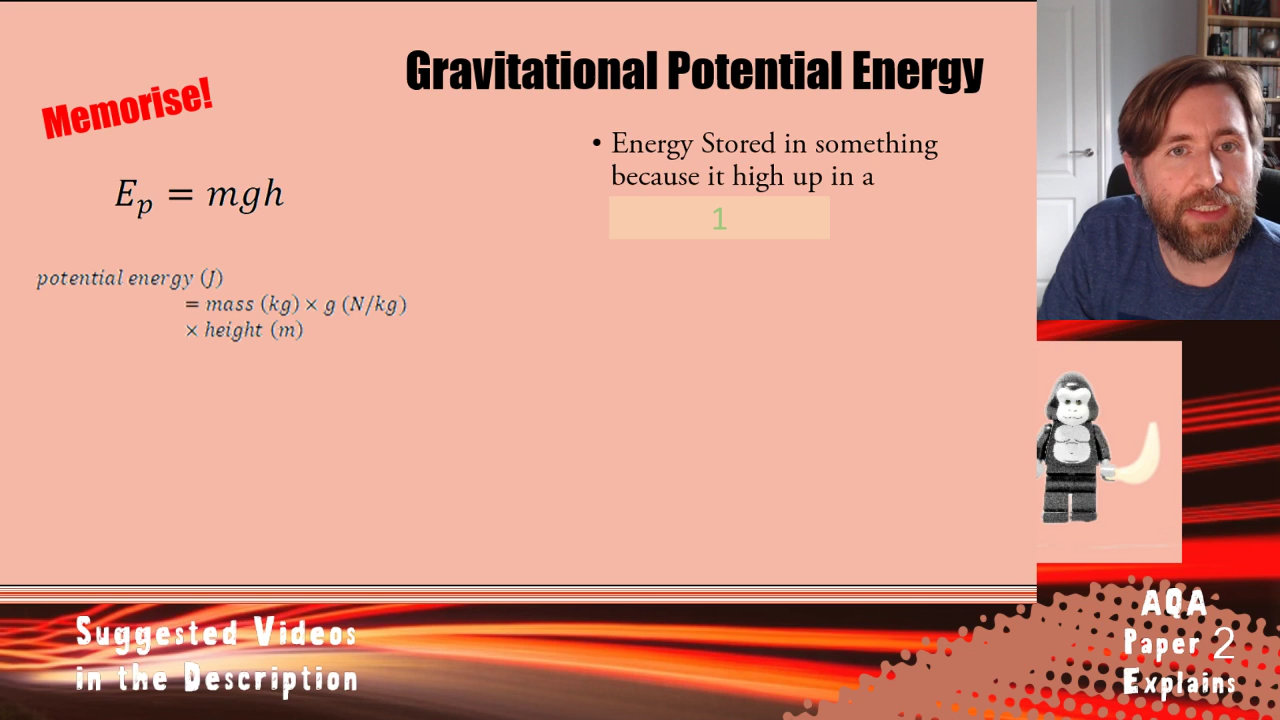 Gravitational Potential Energy
Memorise!
E_p = mgh
potential energy (J)
= mass (kg) × g (N/kg)
× height (m)
• Energy Stored in something
because it high up in a
1
Suggested Videos
in the Description
AQA
Paper 2
Explains